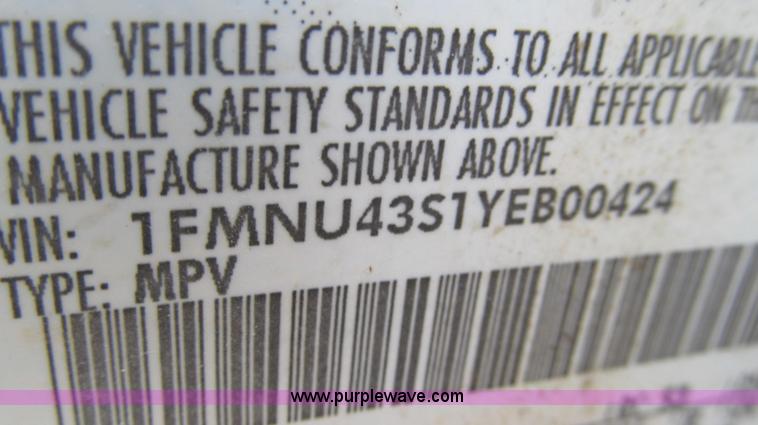 THIS VEHICLE CONFORMS TO ALL APPLICABLE
VEHICLE SAFETY STANDARDS IN EFFECT ON
MANUFACTURE SHOWN ABOVE.
VIN: 1FMNU43S1YEB00424
TYPE: MPV
www.purplewave.com